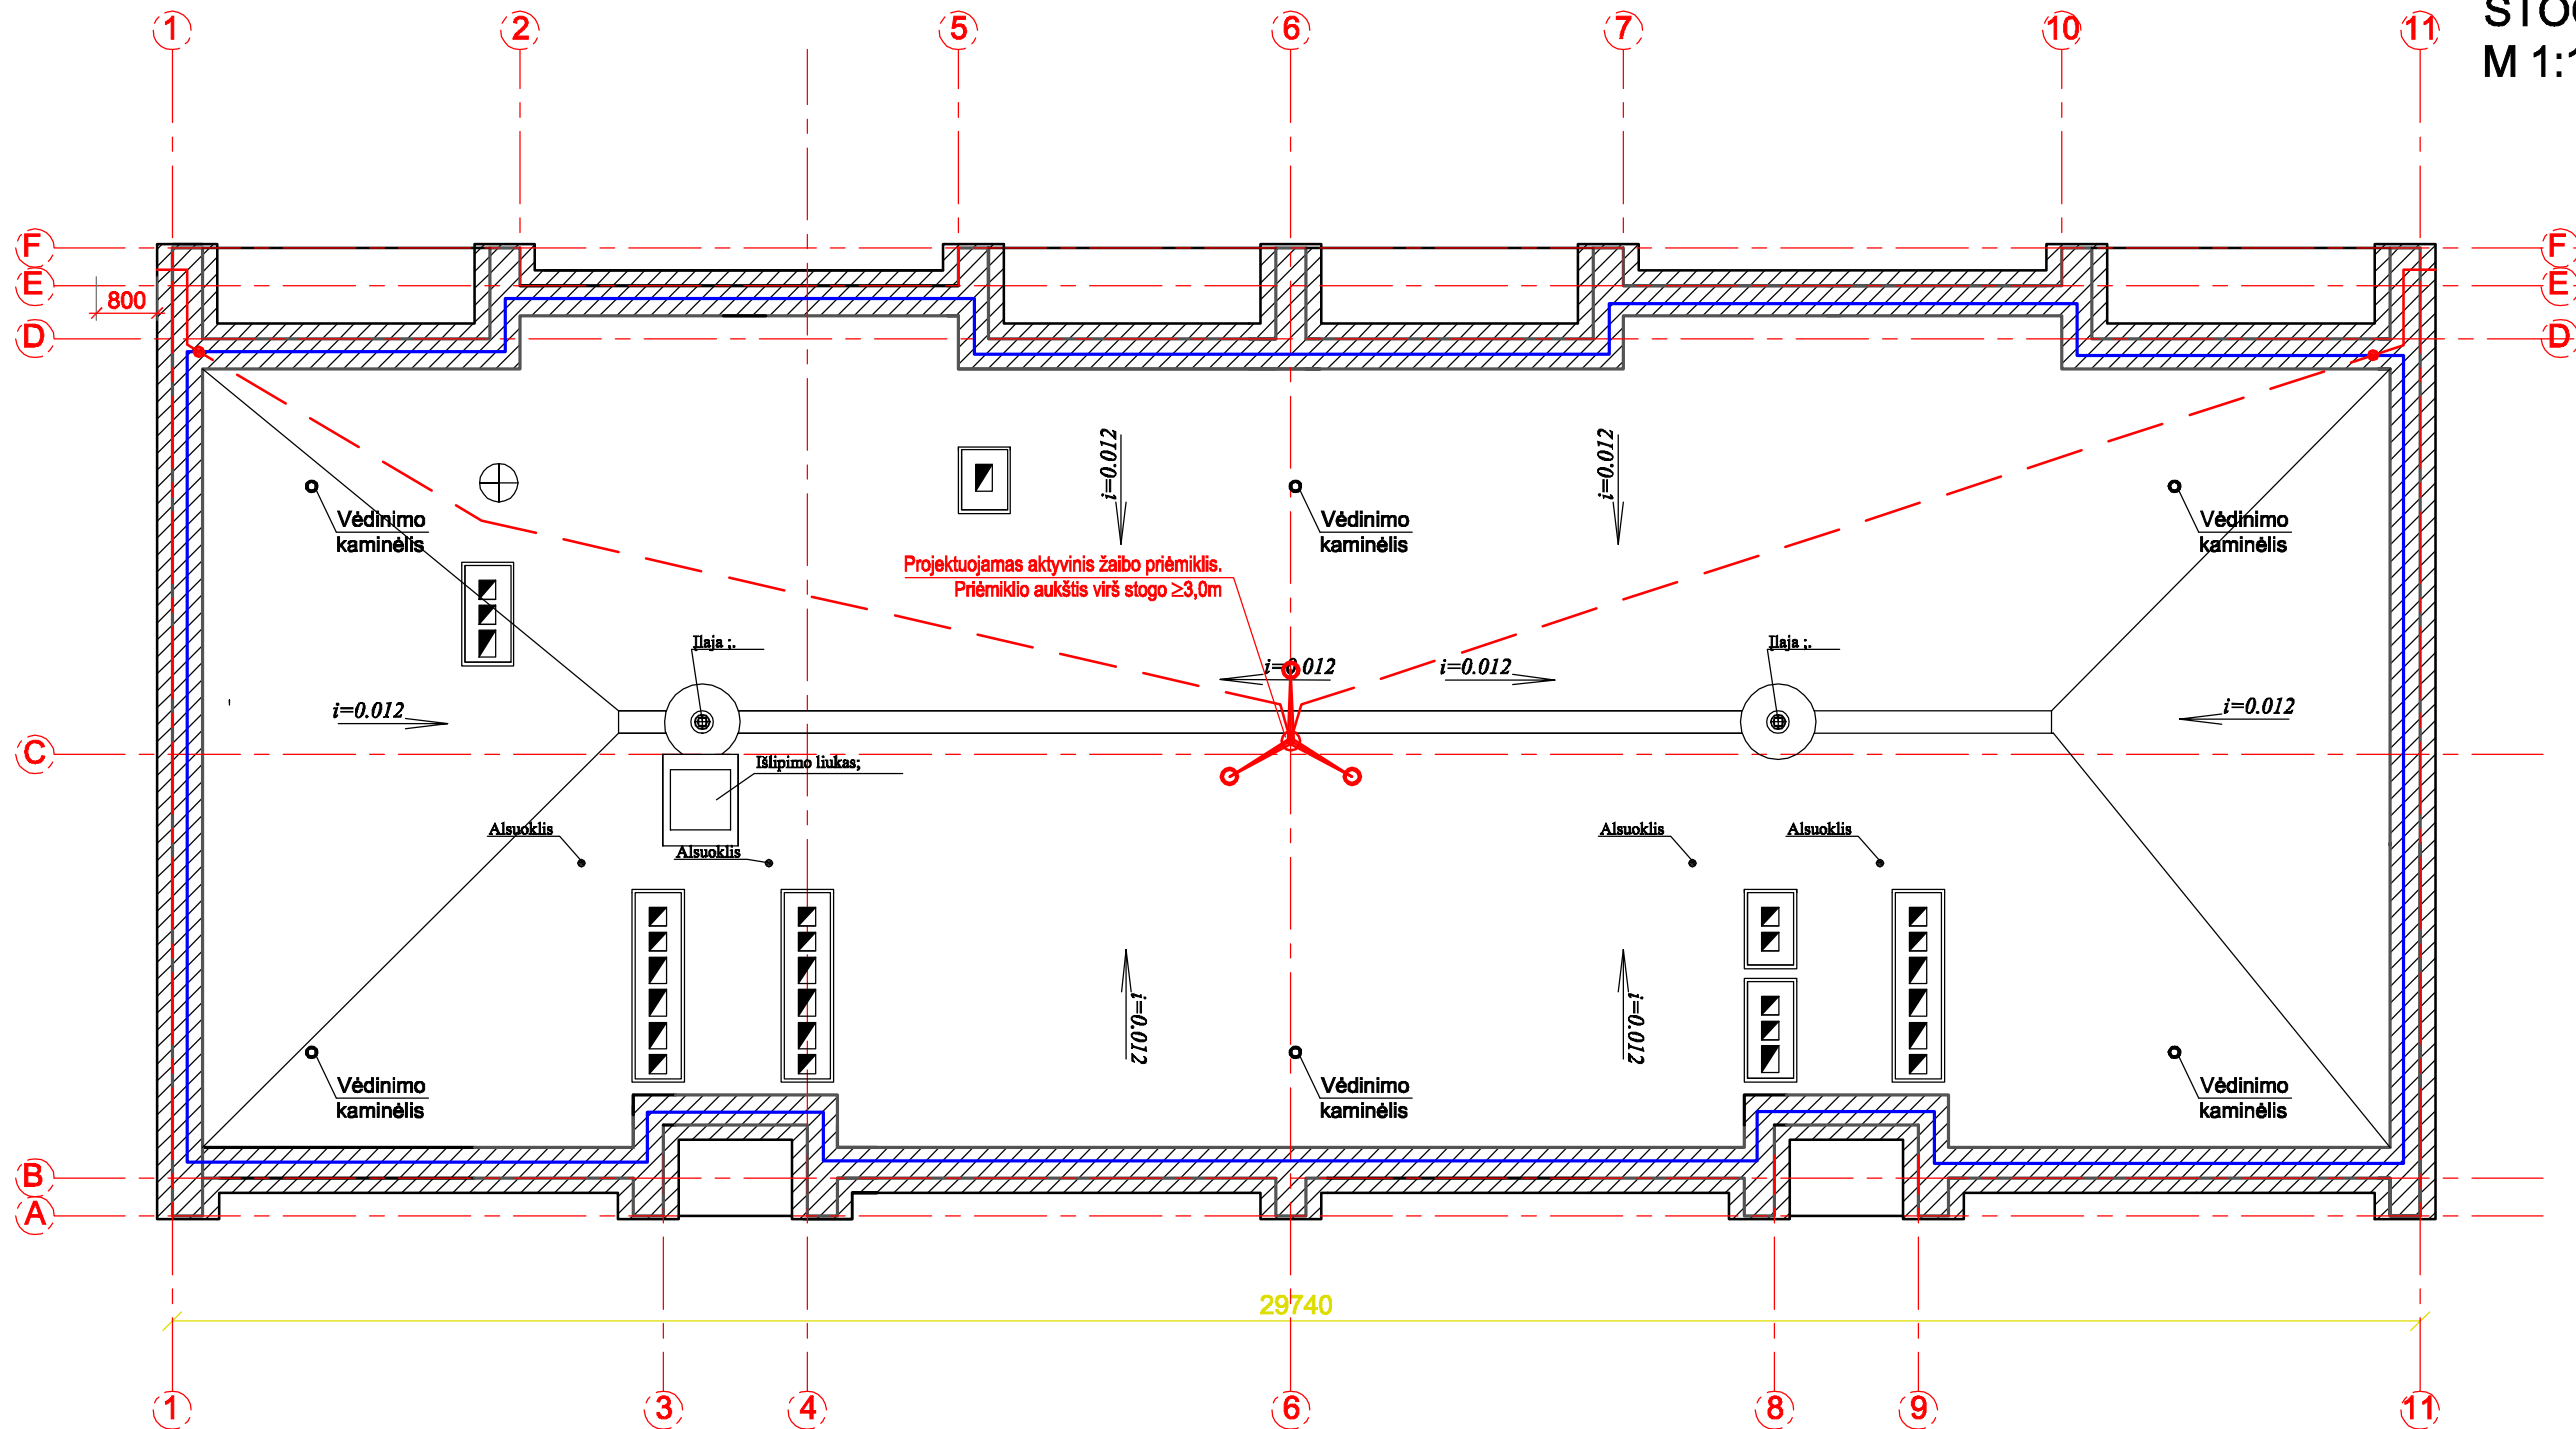 1
2
5
6
7
10
11
M 1:1
F
F
E
E
800
D
D
i=0.012
i=0.012
Vėdinimo
kaminėlis
Vėdinimo
kaminėlis
Vėdinimo
kaminėlis
Projektuojamas aktyvinis žaibo priėmiklis.
Priėmiklio aukštis virš stogo ≥3,0m
Įlaja ;.
Įlaja ;.
i=0.012
i=0.012
i=0.012
i=0.012
C
Išlipimo liukas;
Alsuoklis
Alsuoklis
Alsuoklis
Alsuoklis
i=0.012
i=0.012
Vėdinimo
kaminėlis
Vėdinimo
kaminėlis
Vėdinimo
kaminėlis
B
A
29740
1
3
4
6
8
9
11